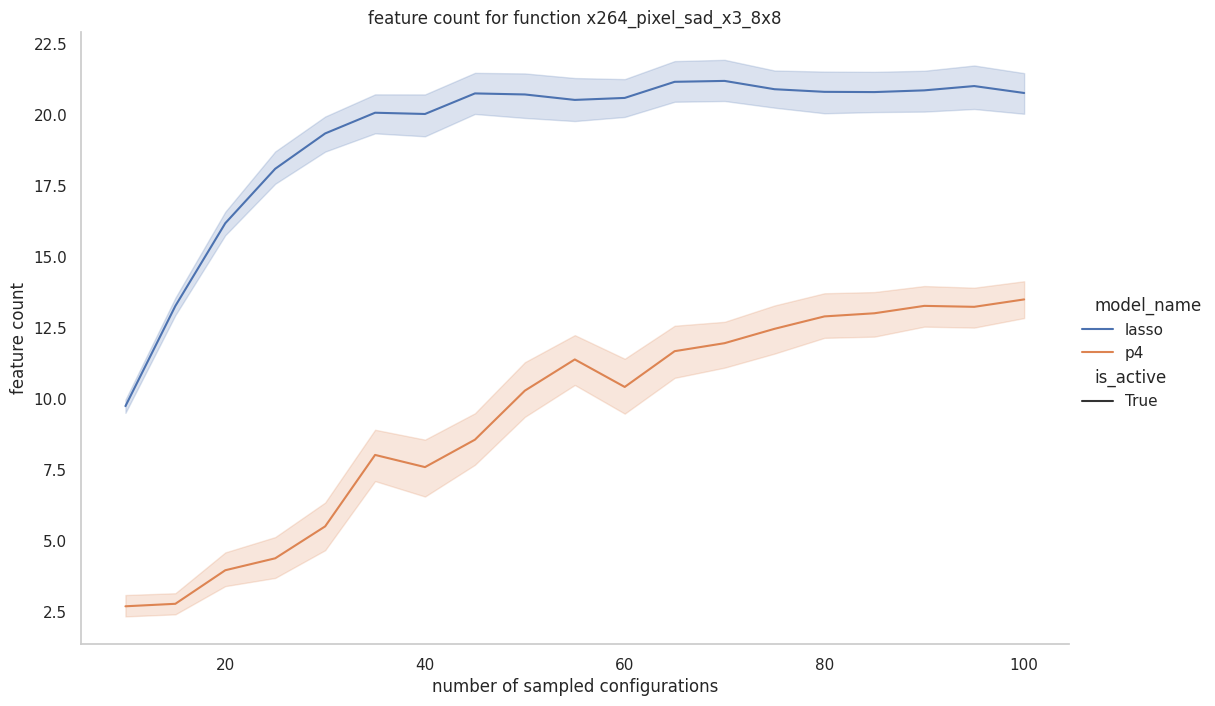 feature count for function x264_pixel_sad_x3_8x8
22.5
20.0
17.5
15.0
12.5
10.0
7.5
5.0
2.5
feature count
20
40
60
80
100
number of sampled configurations
model_name
lasso
p4
is_active
True